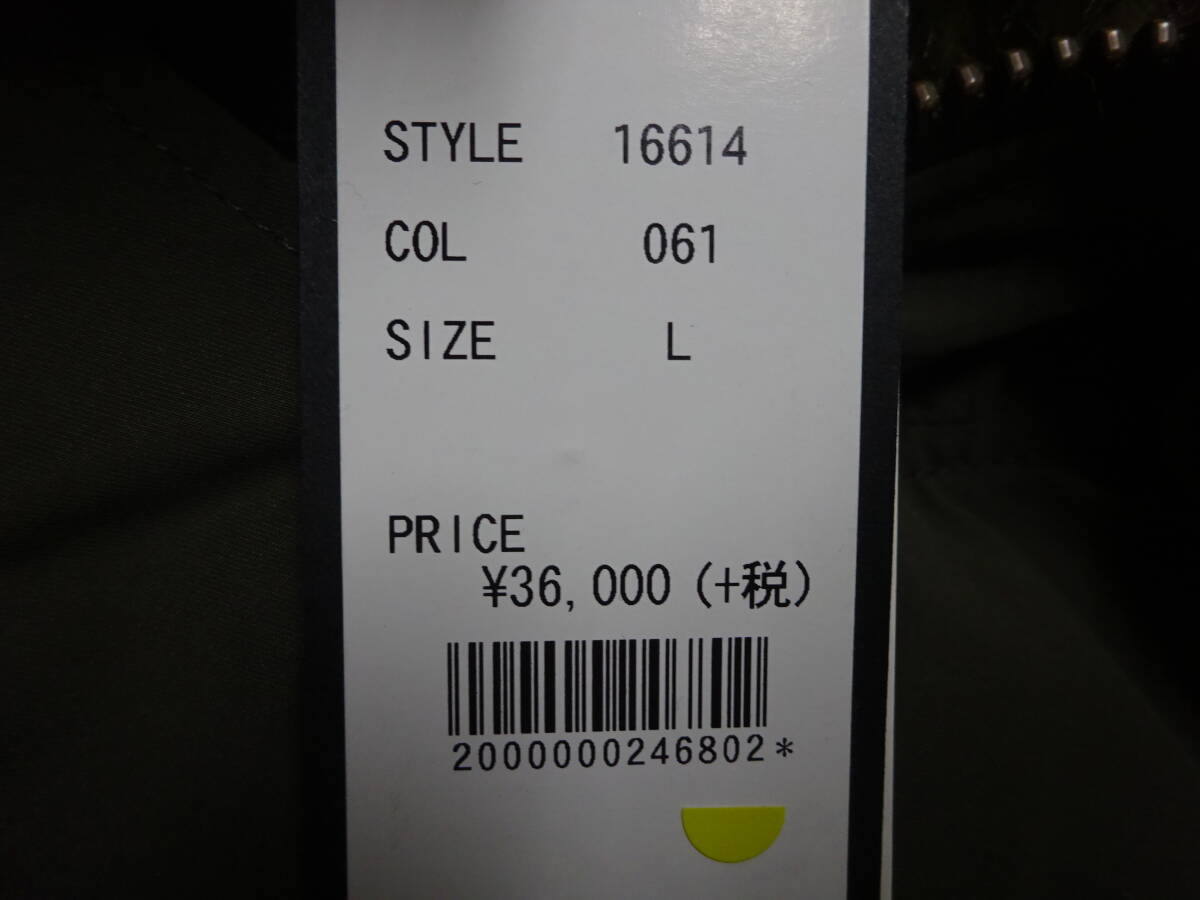 STYLE 16614
COL 061
SIZE L
PRICE
¥36,000 (+税)
2000000246802*